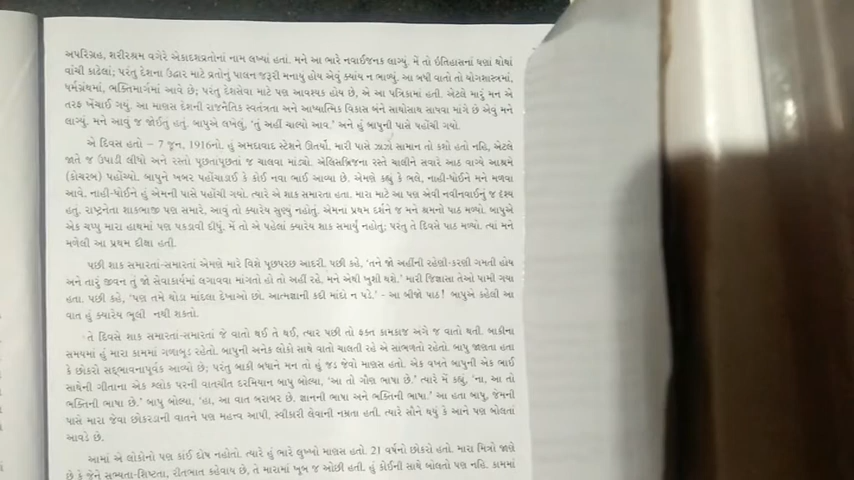 અપરિગ્રહ, શરીરશ્રમ વગેરે એકાદશવ્રતોનાં નામ લખ્યાં હતાં. મને આ ભારે નવાઈજનક લાગ્યું. મેં તો ઇતિહાસનાં ઘણાં થોથાં
વાંચી કાઢેલાં; પરંતુ દેશના ઉદ્ધાર માટે વ્રતોનું પાલન જરૂરી મનાયું હોય એવું ક્યાંય ન ભાળ્યું. આ બધી વાતો તો યોગશાસ્ત્રમાં,
ધર્મગ્રંથમાં, ભક્તિમાર્ગમાં આવે છે; પરંતુ દેશસેવા માટે પણ આવશ્યક હોય છે, એ આ પત્રિકામાં હતી. એટલે મારું મન એ
તરફ ખેંચાઈ ગયું. આ માણસ દેશની રાજનૈતિક સ્વતંત્રતા અને આધ્યાત્મિક વિકાસ બંને સાથોસાથ સાધવા માંગે છે એવું મને
લાગ્યું. મને આવું જ જોઈતું હતું. બાપુએ લખેલું, 'તું અહીં ચાલ્યો આવ.' અને હું બાપુની પાસે પહોંચી ગયો.
એ દિવસ હતો – 7 જૂન, 1916નો. હું અમદાવાદ સ્ટેશને ઊતર્યો. મારી પાસે ઝાઝો સામાન તો કશો હતો નહિ, એટલે
જાતે જ ઉપાડી લીધો અને રસ્તો પૂછતાંપૂછતાં જ ચાલવા માંડ્યો. એલિસબ્રિજના રસ્તે ચાલીને સવારે આઠ વાગ્યે આશ્રમે
(કોચરબ) પહોંચ્યો. બાપુને ખબર પહોંચાડાઈ કે કોઈ નવા ભાઈ આવ્યા છે. એમણે કહ્યું કે ભલે, નાહી-ધોઈને મને મળવા
આવે. નાહી-ધોઈને હું એમની પાસે પહોંચી ગયો. ત્યારે એ શાક સમારતા હતા. મારા માટે આ પણ એવી નવીનવાઈનું જ દૃશ્ય
હતું. રાષ્ટ્રનેતા શાકભાજી પણ સમારે, આવું તો ક્યારેય સુણ્યું નહોતું. એમનાં પ્રથમ દર્શને જ મને શ્રમનો પાઠ મળ્યો. બાપુએ
એક ચપ્પુ મારા હાથમાં પણ પકડાવી દીધું. મેં તો એ પહેલાં ક્યારેય શાક સમાર્યું નહોતું; પરંતુ તે દિવસે પાઠ મળ્યો. ત્યાં મને
મળેલી આ પ્રથમ દીક્ષા હતી.
પછી શાક સમારતાં-સમારતાં એમણે મારે વિશે પૂછપરછ આદરી. પછી કહે, 'તને જો અહીંની રહેણી-કરણી ગમતી હોય
અને તારું જીવન તું જો સેવાકાર્યમાં લગાવવા માંગતો હો તો અહીં રહે, મને એથી ખુશી થશે.' મારી જિજ્ઞાસા તેઓ પામી ગયા
હતા. પછી કહે, 'પણ તમે થોડા માંદલા દેખાઓ છો. આત્મજ્ઞાની કદી માંદો ન પડે.' - આ બીજો પાઠ! બાપુએ કહેલી આ
વાત હું ક્યારેય ભૂલી નથી શકતો.
તે દિવસે શાક સમારતાં-સમારતાં જે વાતો થઈ તે થઈ, ત્યાર પછી તો ફક્ત કામકાજ અંગે જ વાતો થતી. બાકીના
સમયમાં હું મારા કામમાં ગળાબૂડ રહેતો. બાપુની અનેક લોકો સાથે વાતો ચાલતી રહે એ સાંભળતો રહેતો. બાપુ જાણતા હતા
કે છોકરો સદ્ભાવનાપૂર્વક આવ્યો છે; પરંતુ બાકી બધાને મન તો હું જડ જેવો માણસ હતો. એક વખતે બાપુની એક ભાઈ
સાથેની ગીતાના એક શ્લોક પરની વાતચીત દરમિયાન બાપુ બોલ્યા, 'આ તો ગૌણ ભાષા છે.' ત્યારે મેં કહ્યું, 'ના, આ તો
ભક્તિની ભાષા છે.' બાપુ બોલ્યા, 'હા, આ વાત બરાબર છે. જ્ઞાનની ભાષા અને ભક્તિની ભાષા.' આ હતા બાપુ, જેમની
પાસે મારા જેવા છોકરડાની વાતને પણ મહત્ત્વ આપી, સ્વીકારી લેવાની નમ્રતા હતી. ત્યારે સૌને થયું કે આને પણ બોલતાં
આવડે છે.
આમાં એ લોકોનો પણ કાંઈ દોષ નહોતો. ત્યારે હું ભારે લુખ્ખો માણસ હતો. 21 વર્ષનો છોકરો હતો. મારા મિત્રો જાણે
છે કે જેને સભ્યતા-શિષ્ટતા, રીતભાત કહેવાય છે, તે મારામાં ખૂબ જ ઓછી હતી. હું કોઈની સાથે બોલતો પણ નહિ. કામમાં